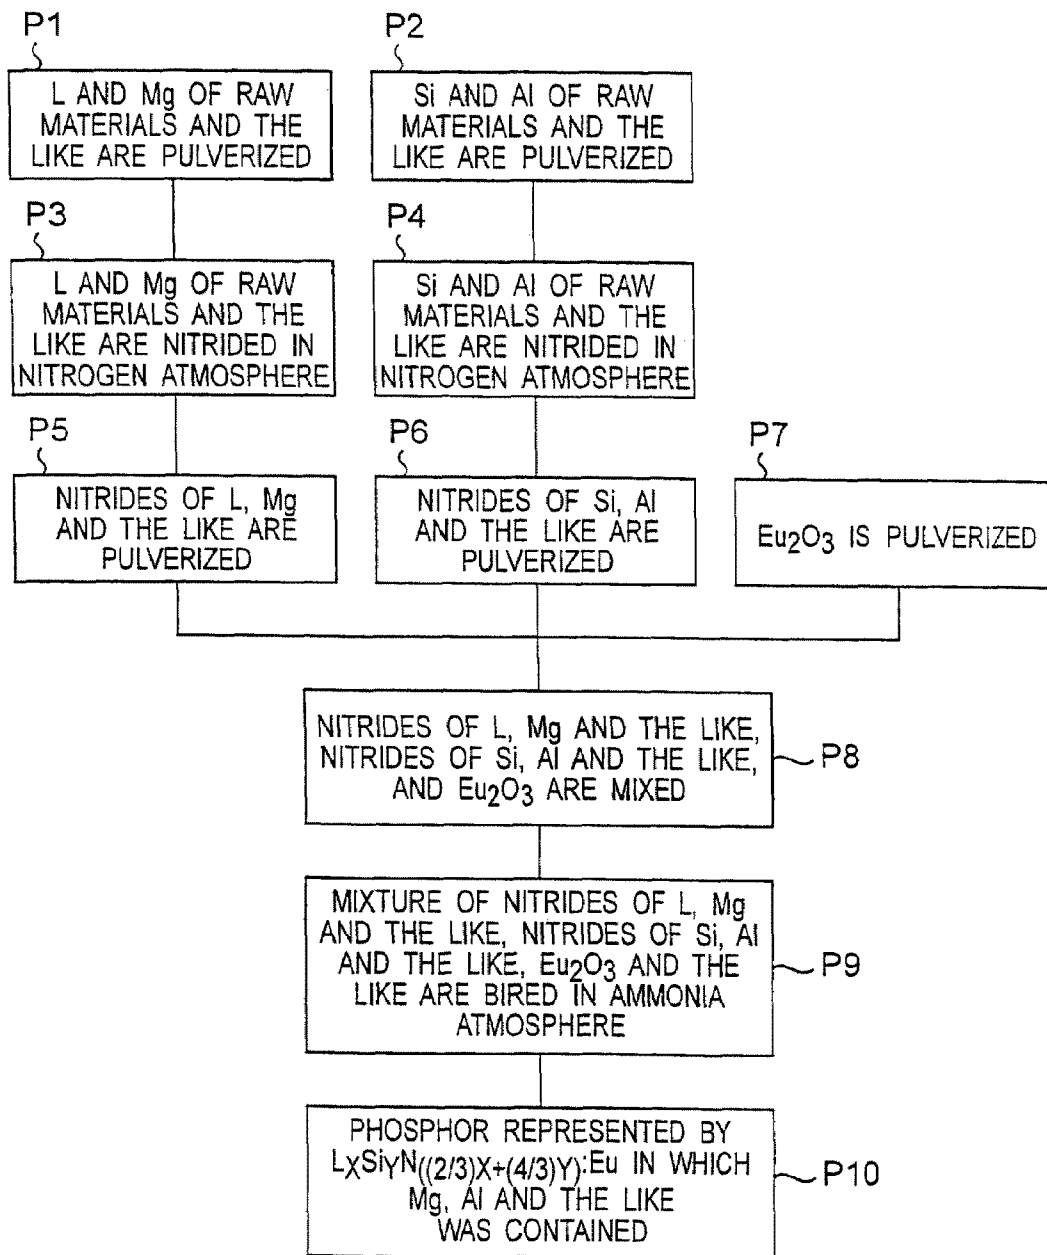 P1
L AND Mg OF RAW
MATERIALS AND THE
LIKE ARE PULVERIZED
P2
Si AND Al OF RAW
MATERIALS AND THE
LIKE ARE PULVERIZED
P3
L AND Mg OF RAW
MATERIALS AND THE
LIKE ARE NITRIDED IN
NITROGEN ATMOSPHERE
P4
Si AND Al OF RAW
MATERIALS AND THE
LIKE ARE NITRIDED IN
NITROGEN ATMOSPHERE
P5
NITRIDES OF L, Mg
AND THE LIKE ARE
PULVERIZED
P6
NITRIDES OF Si, Al
AND THE LIKE ARE
PULVERIZED
P7
Eu2O3 IS PULVERIZED
NITRIDES OF L, Mg AND THE LIKE,
NITRIDES OF Si, Al AND THE LIKE,
AND Eu2O3 ARE MIXED
P8
MIXTURE OF NITRIDES OF L, Mg
AND THE LIKE, NITRIDES OF Si, Al
AND THE LIKE, Eu2O3 AND THE
LIKE ARE BIRED IN AMMONIA
ATMOSPHERE
P9
PHOSPHOR REPRESENTED BY
LXSiYN((2/3)X+(4/3)Y):Eu IN WHICH
Mg, Al AND THE LIKE
WAS CONTAINED
P10